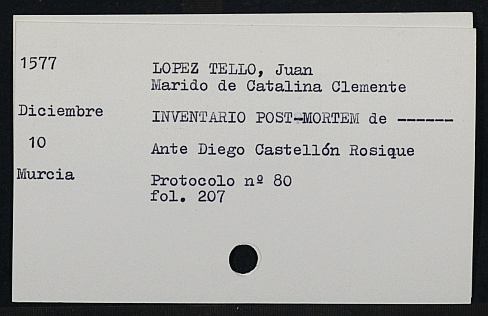 1577
LOPEZ TELLO, Juan
Marido de Catalina Clemente
Diciembre
INVENTARIO POST-MORTEM de ------
10
Ante Diego Castellón Rosique
Murcia
Protocolo nº 80
fol. 207